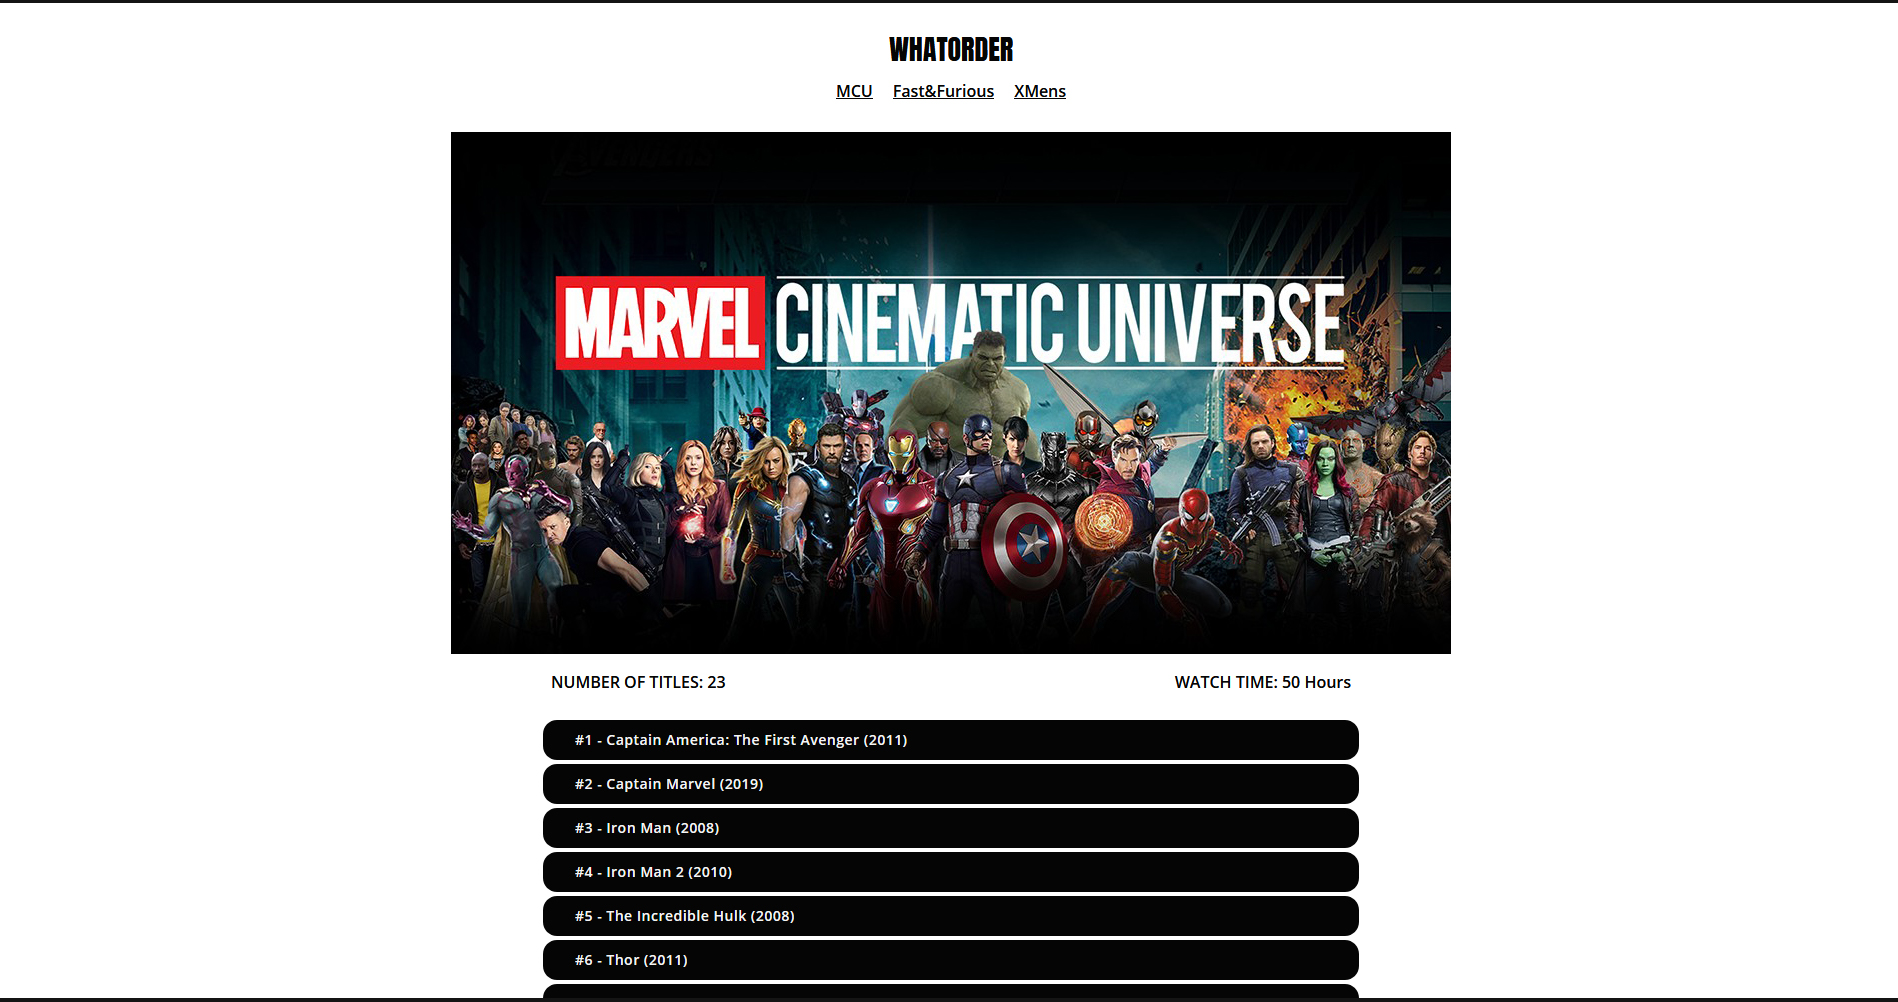 WHATORDER
MCU Fast&Furious XMens
AVENGERS
MARVEL CINEMATIC UNIVERSE
NUMBER OF TITLES: 23 WATCH TIME: 50 Hours
#1 - Captain America: The First Avenger (2011)
#2 - Captain Marvel (2019)
#3 - Iron Man (2008)
#4 - Iron Man 2 (2010)
#5 - The Incredible Hulk (2008)
#6 - Thor (2011)